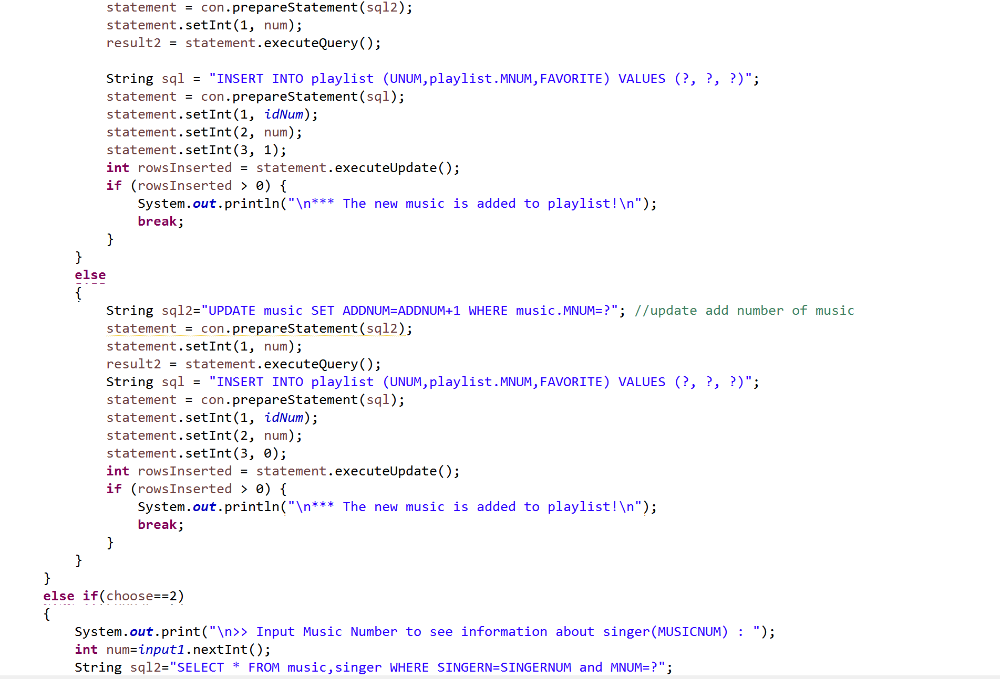 statement = con.prepareStatement(sql2);
statement.setInt(1, num);
result2 = statement.executeQuery();
String sql = "INSERT INTO playlist (UNUM,playlist.MNUM,FAVORITE) VALUES (?, ?, ?)";
statement = con.prepareStatement(sql);
statement.setInt(1, idNum);
statement.setInt(2, num);
statement.setInt(3, 1);
int rowsInserted = statement.executeUpdate();
if (rowsInserted > 0) {
System.out.println("\n*** The new music is added to playlist!\n");
break;
}
}
else
{
String sql2="UPDATE music SET ADDNUM=ADDNUM+1 WHERE music.MNUM=?"; //update add number of music
statement = con.prepareStatement(sql2);
statement.setInt(1, num);
result2 = statement.executeQuery();
String sql = "INSERT INTO playlist (UNUM,playlist.MNUM,FAVORITE) VALUES (?, ?, ?)";
statement = con.prepareStatement(sql);
statement.setInt(1, idNum);
statement.setInt(2, num);
statement.setInt(3, 0);
int rowsInserted = statement.executeUpdate();
if (rowsInserted > 0) {
System.out.println("\n*** The new music is added to playlist!\n");
break;
}
}
}
else if(choose==2)
{
System.out.print("\n>> Input Music Number to see information about singer(MUSICNUM) : ");
int num=input1.nextInt();
String sql2="SELECT * FROM music,singer WHERE SINGERN=SINGERNUM and MNUM=?";